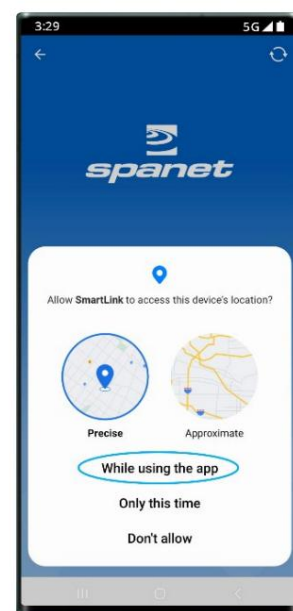 3:29 5G
spanet
Allow SmartLink to access this device's location?
Precise Approximate
While using the app
Only this time
Don't allow